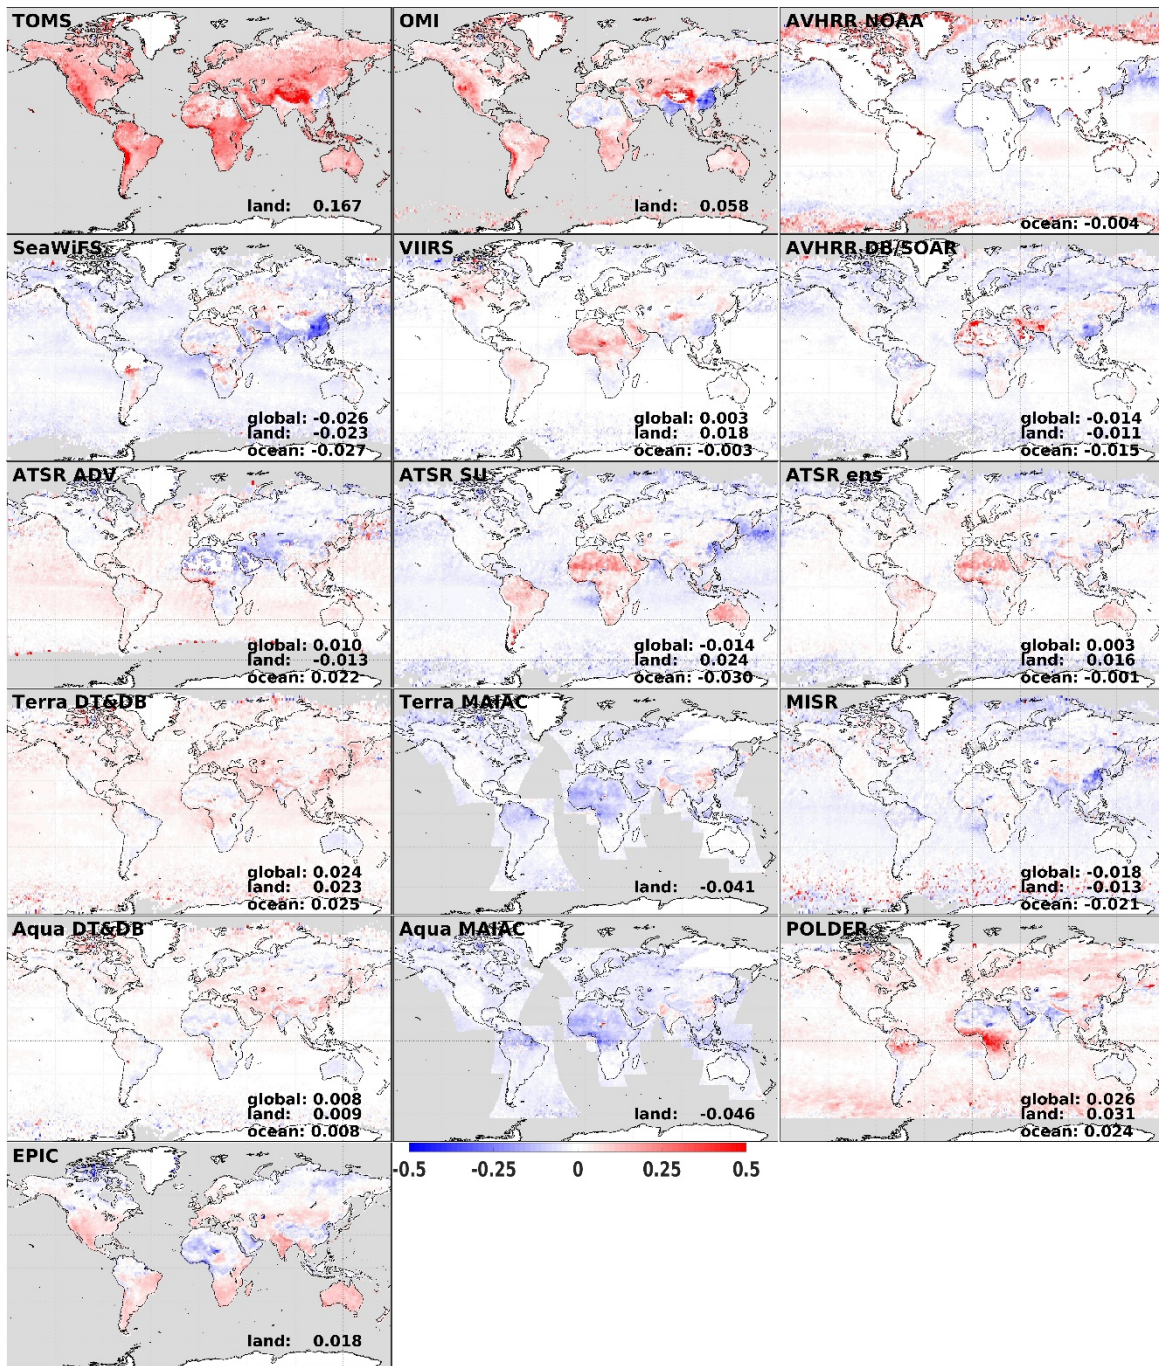 TOMS
land: 0.167
OMI
land: 0.058
AVHRR NOAA
ocean: -0.004
SeaWiFS
global: -0.026
land: -0.023
ocean: -0.027
VIIRS
global: 0.003
land: 0.018
ocean: -0.003
AVHRR DB/SOAR
global: -0.014
land: -0.011
ocean: -0.015
ATSR ADV
global: 0.010
land: -0.013
ocean: 0.022
ATSR SU
global: -0.014
land: 0.024
ocean: -0.030
ATSR ens
global: 0.003
land: 0.016
ocean: -0.001
Terra DT&DB
global: 0.024
land: 0.023
ocean: 0.025
Terra MAIAC
land: -0.041
MISR
global: -0.018
land: -0.013
ocean: -0.021
Aqua DT&DB
global: 0.008
land: 0.009
ocean: 0.008
Aqua MAIAC
land: -0.046
POLDER
global: 0.026
land: 0.031
ocean: 0.024
EPIC
land: 0.018
-0.5 -0.25 0 0.25 0.5